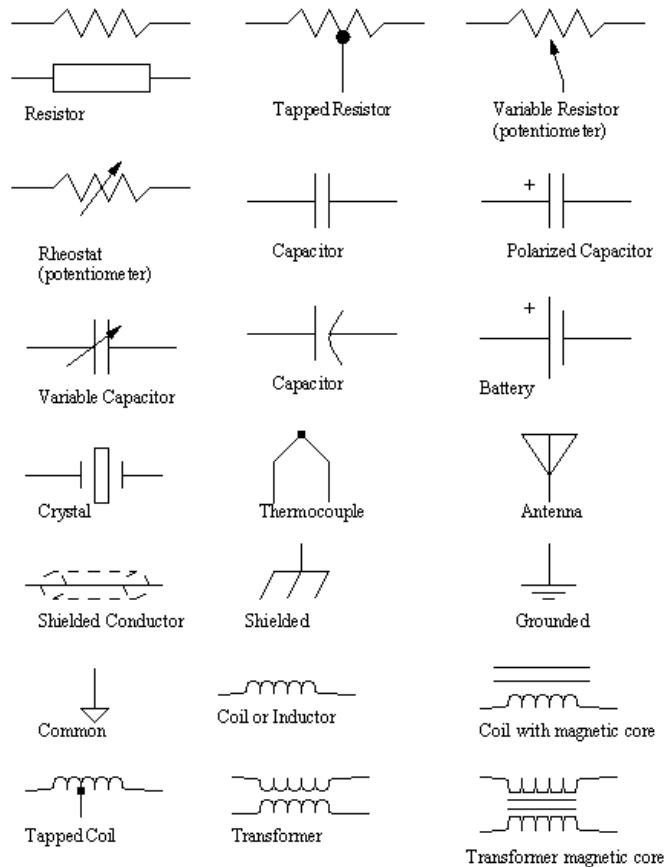 Resistor
Tapped Resistor
Variable Resistor
(potentiometer)
Rheostat
(potentiometer)
Capacitor
+
Polarized Capacitor
Variable Capacitor
Capacitor
+
Battery
Crystal
Thermocouple
Antenna
Shielded Conductor
Shielded
Grounded
Common
Coil or Inductor
Coil with magnetic core
Tapped Coil
Transformer
Transformer magnetic core